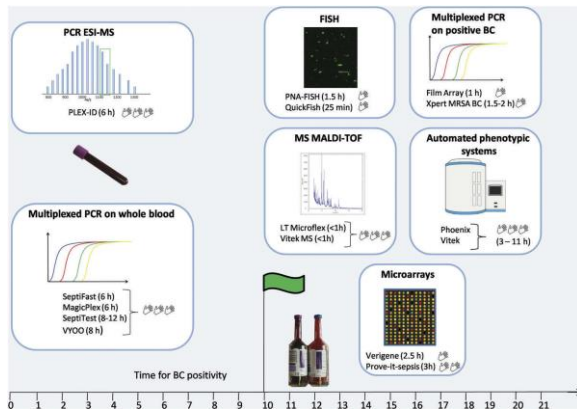 PCR ESI-MS
PLEX-ID (6 h)
FISH
PNA-FISH (1.5 h)
QuickFish (25 min)
Multiplexed PCR
on positive BC
Film Array (1 h)
Xpert MRSA BC (1.5-2 h)
MS MALDI-TOF
LT Microflex (<1h)
Vitek MS (<1h)
Automated phenotypic
systems
Phoenix
Vitek
(3 – 11 h)
Multiplexed PCR on whole blood
SeptiFast (6 h)
MagicPlex (6 h)
SeptiTest (8-12 h)
VYOO (8 h)
Microarrays
Verigene (2.5 h)
Prove-it-sepsis (3h)
Time for BC positivity
0 1 2 3 4 5 6 7 8 9 10 11 12 13 14 15 16 17 18 19 20 21